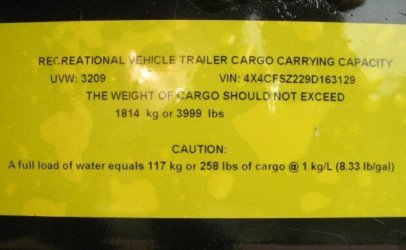 RECREATIONAL VEHICLE TRAILER CARGO CARRYING CAPACITY
UVW: 3209 VIN: 4X4CFSZ229D163129
THE WEIGHT OF CARGO SHOULD NOT EXCEED
1814 kg or 3999 lbs
CAUTION:
A full load of water equals 117 kg or 258 lbs of cargo @ 1 kg/L (8.33 lb/gal)